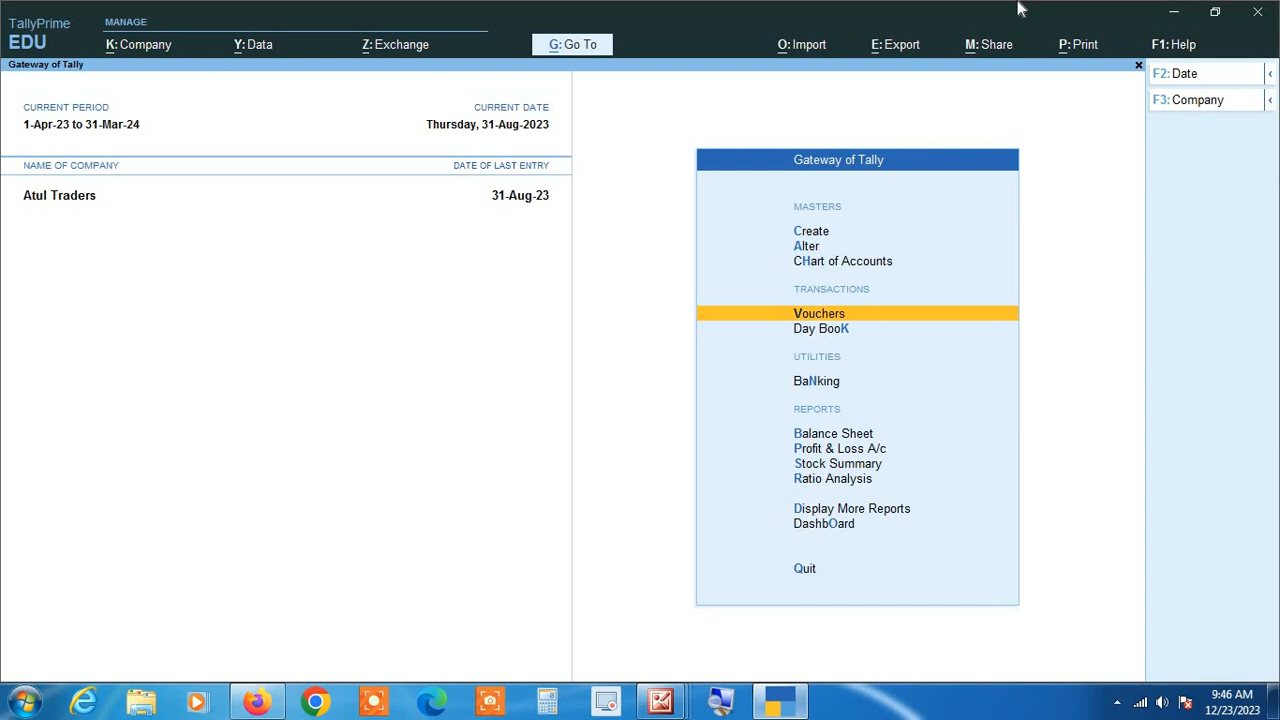 TallyPrime
EDU
MANAGE
K: Company
Y: Data
Z: Exchange
G: Go To
O: Import
E: Export
M: Share
P: Print
F1: Help
Gateway of Tally
F2: Date
F3: Company
CURRENT PERIOD
CURRENT DATE
1-Apr-23 to 31-Mar-24
Thursday, 31-Aug-2023
NAME OF COMPANY
DATE OF LAST ENTRY
Atul Traders
31-Aug-23
Gateway of Tally
MASTERS
Create
Alter
CHart of Accounts
TRANSACTIONS
Vouchers
Day BooK
UTILITIES
BaNking
REPORTS
Balance Sheet
Profit & Loss A/c
Stock Summary
Ratio Analysis
Display More Reports
DashbOard
Quit
9:46 AM
12/23/2023